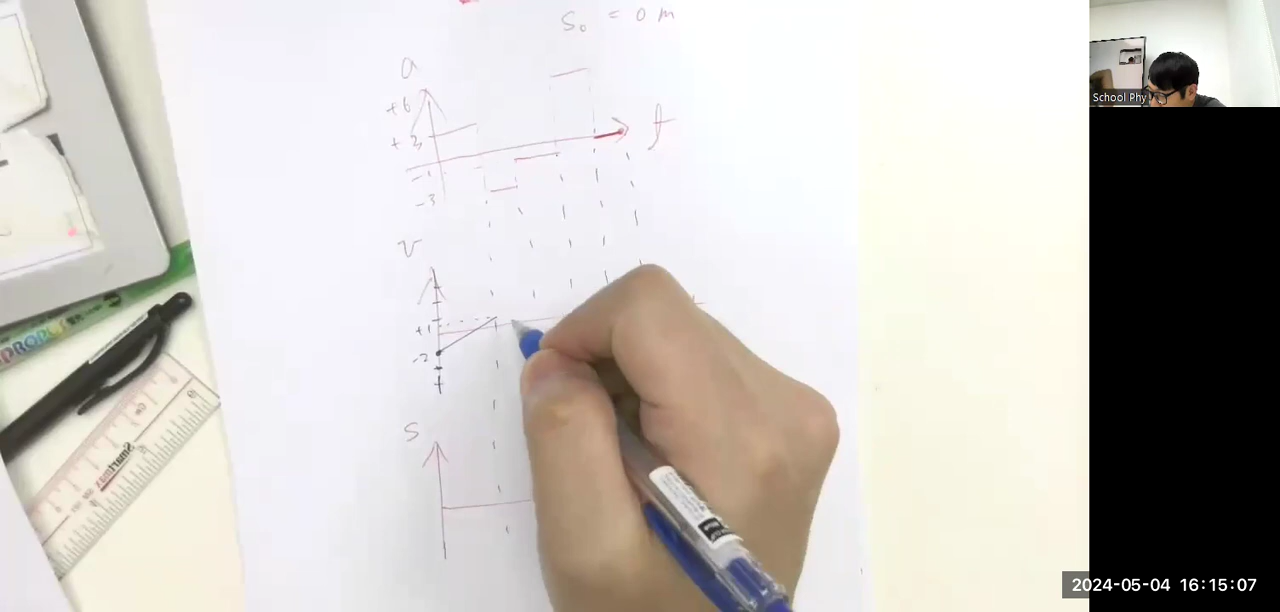 S₀ = 0 m
a
+6
+3
t
-1
-3
v
+1
-2
s
School Phy
2024-05-04 16:15:07